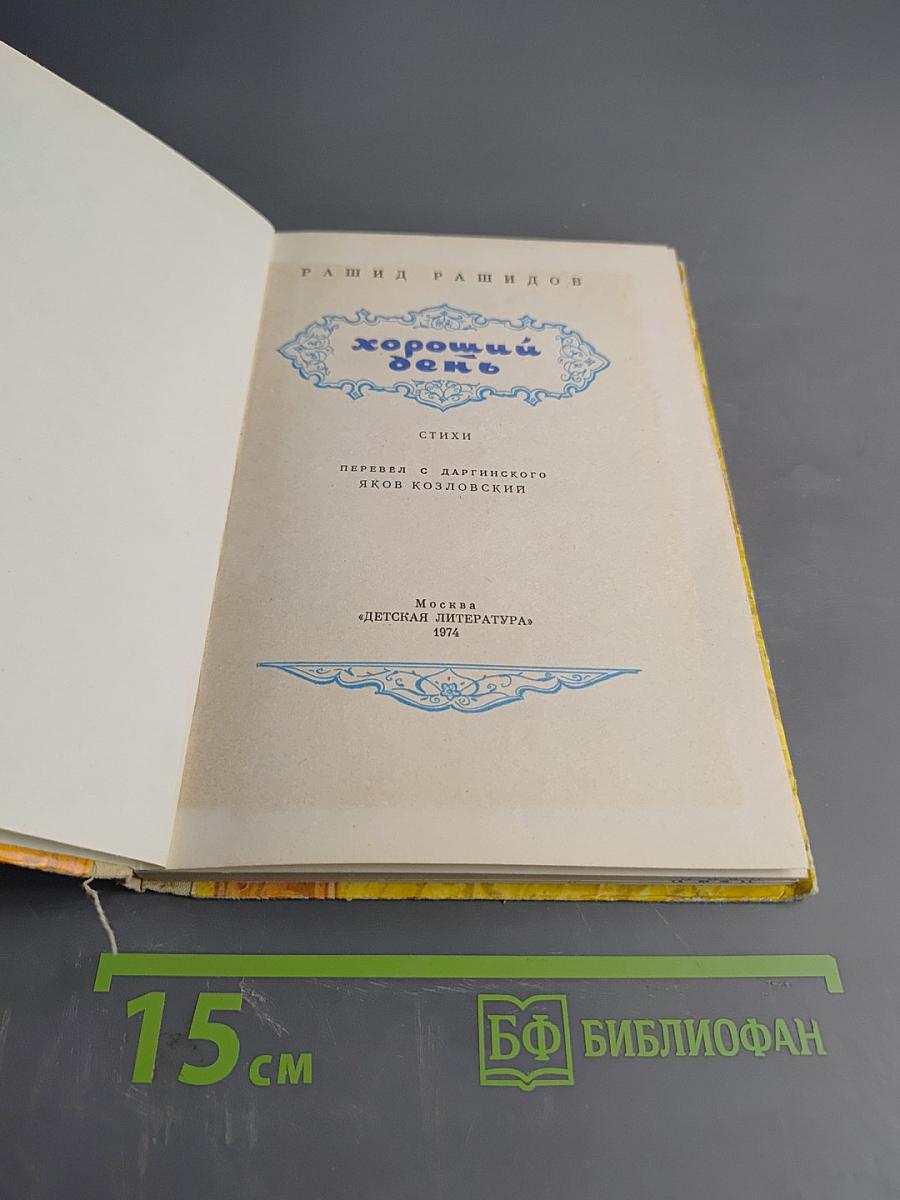 РАШИД РАШИДОВ
хороший
день
СТИХИ
ПЕРЕВЕЛ С ДАРГИНСКОГО
ЯКОВ КОЗЛОВСКИЙ
Москва
«ДЕТСКАЯ ЛИТЕРАТУРА»
1974
15 см
БФ БИБЛИОФАН